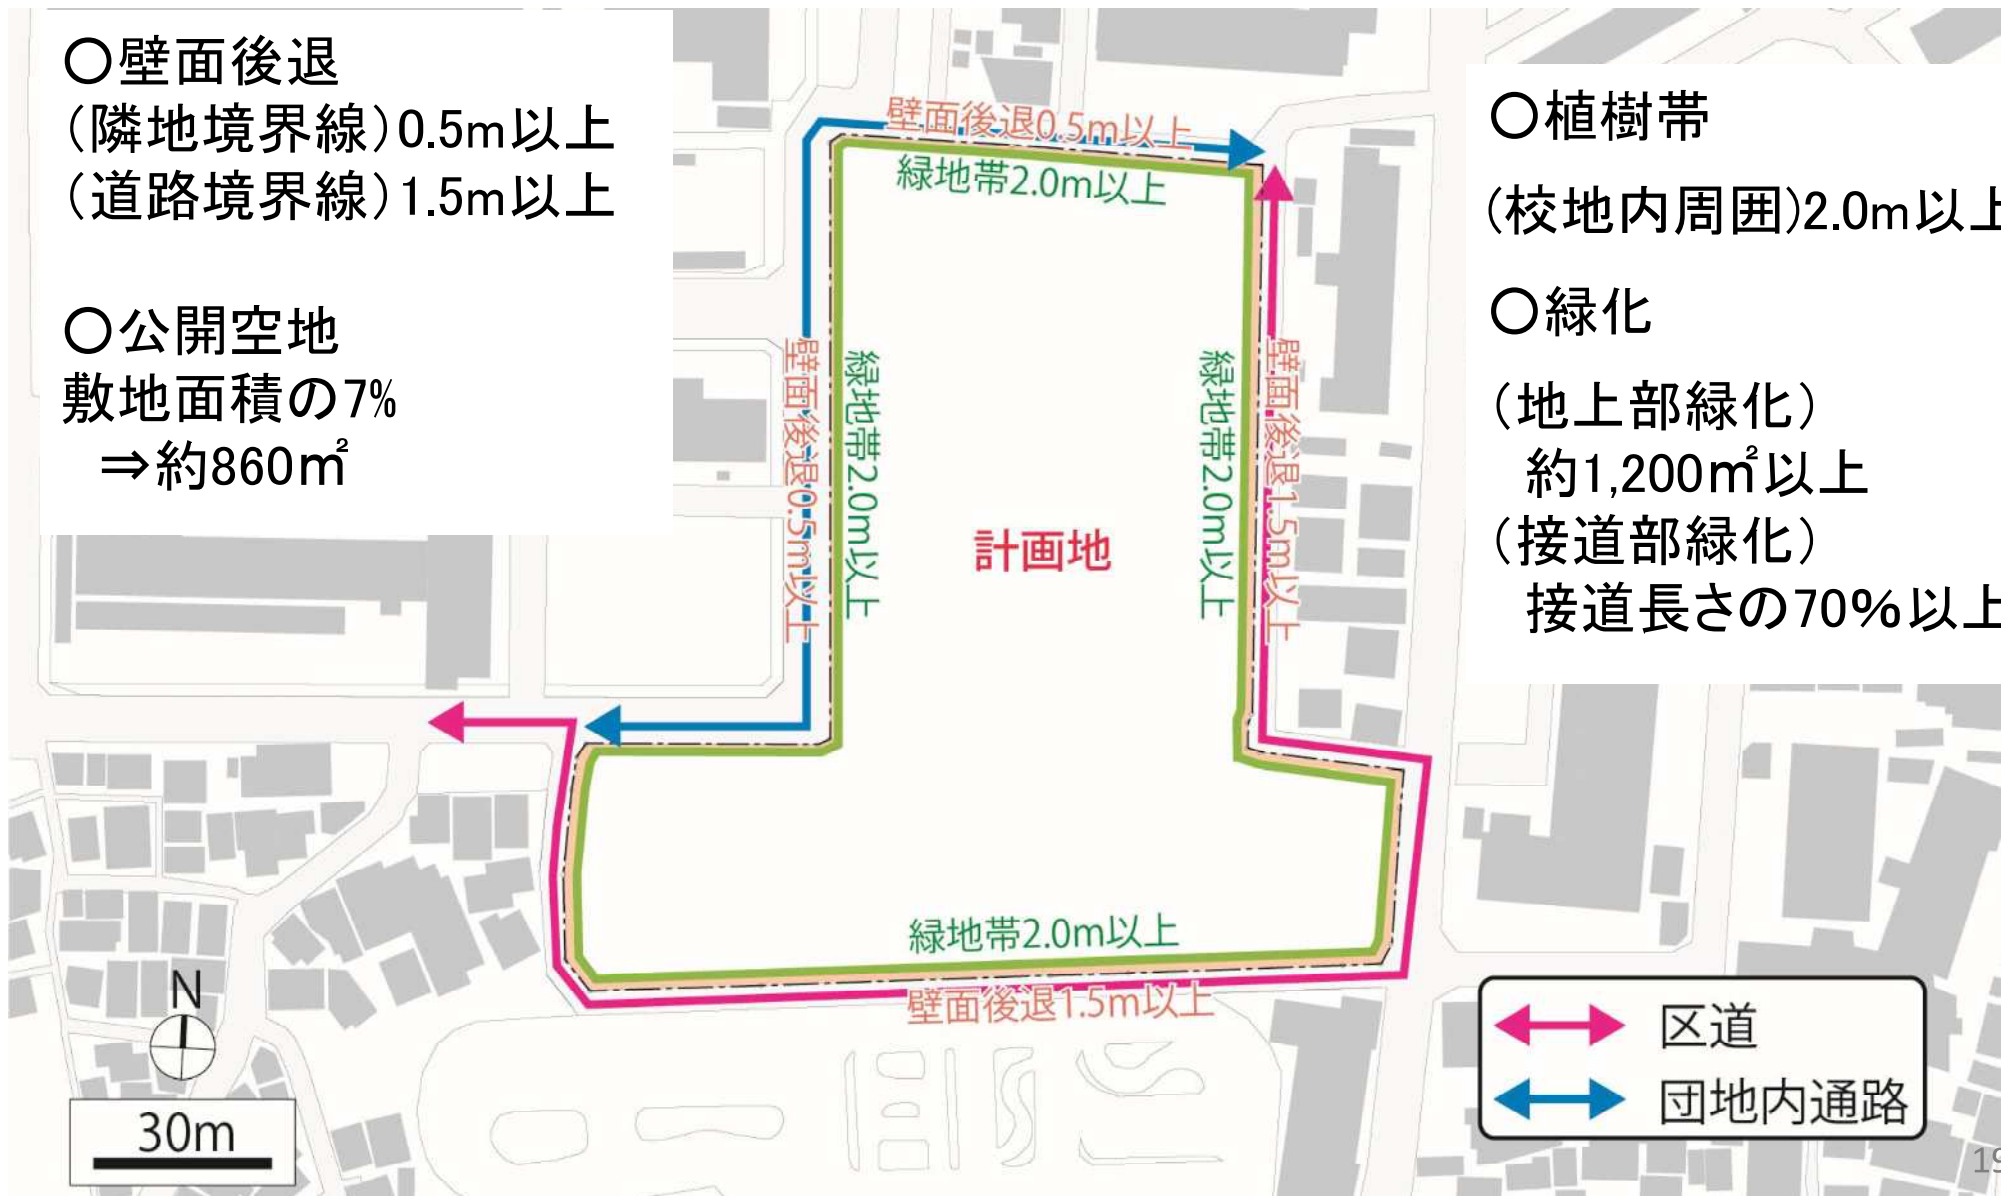 〇壁面後退
（隣地境界線）0.5m以上
（道路境界線）1.5m以上
〇公開空地
敷地面積の7%
⇒約860㎡
〇植樹帯
(校地内周囲)2.0m以上
〇緑化
（地上部緑化）
約1,200㎡以上
（接道部緑化）
接道長さの70%以上
壁面後退0.5m以上
緑地帯2.0m以上
壁面後退0.5m以上
緑地帯2.0m以上
緑地帯2.0m以上
壁面後退1.5m以上
計画地
緑地帯2.0m以上
壁面後退1.5m以上
N
30m
区道
団地内通路
19